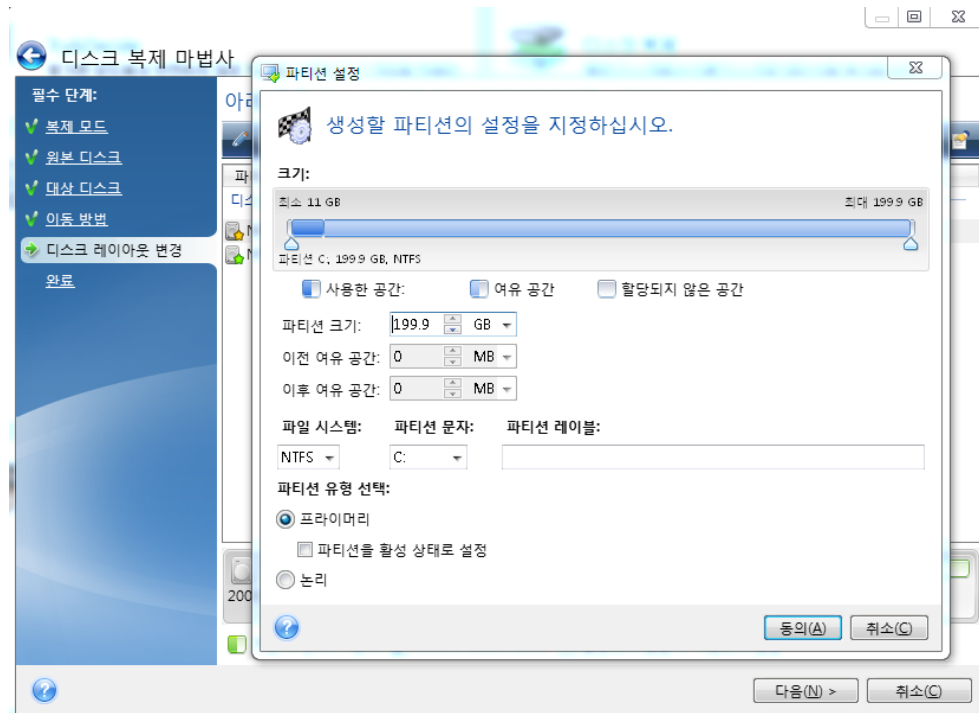 디스크 복제 마법사
필수 단계:
복제 모드
원본 디스크
대상 디스크
이동 방법
디스크 레이아웃 변경
완료
파티션 설정
생성할 파티션의 설정을 지정하십시오.
크기:
최소 11 GB 최대 199.9 GB
파티션 C; 199.9 GB, NTFS
사용한 공간: 여유 공간 할당되지 않은 공간
파티션 크기: 199.9 GB
이전 여유 공간: 0 MB
이후 여유 공간: 0 MB
파일 시스템: 파티션 문자: 파티션 레이블:
NTFS C:
파티션 유형 선택:
프라이머리
파티션을 활성 상태로 설정
논리
200
동의(A) 취소(C)
다음(N) > 취소(C)